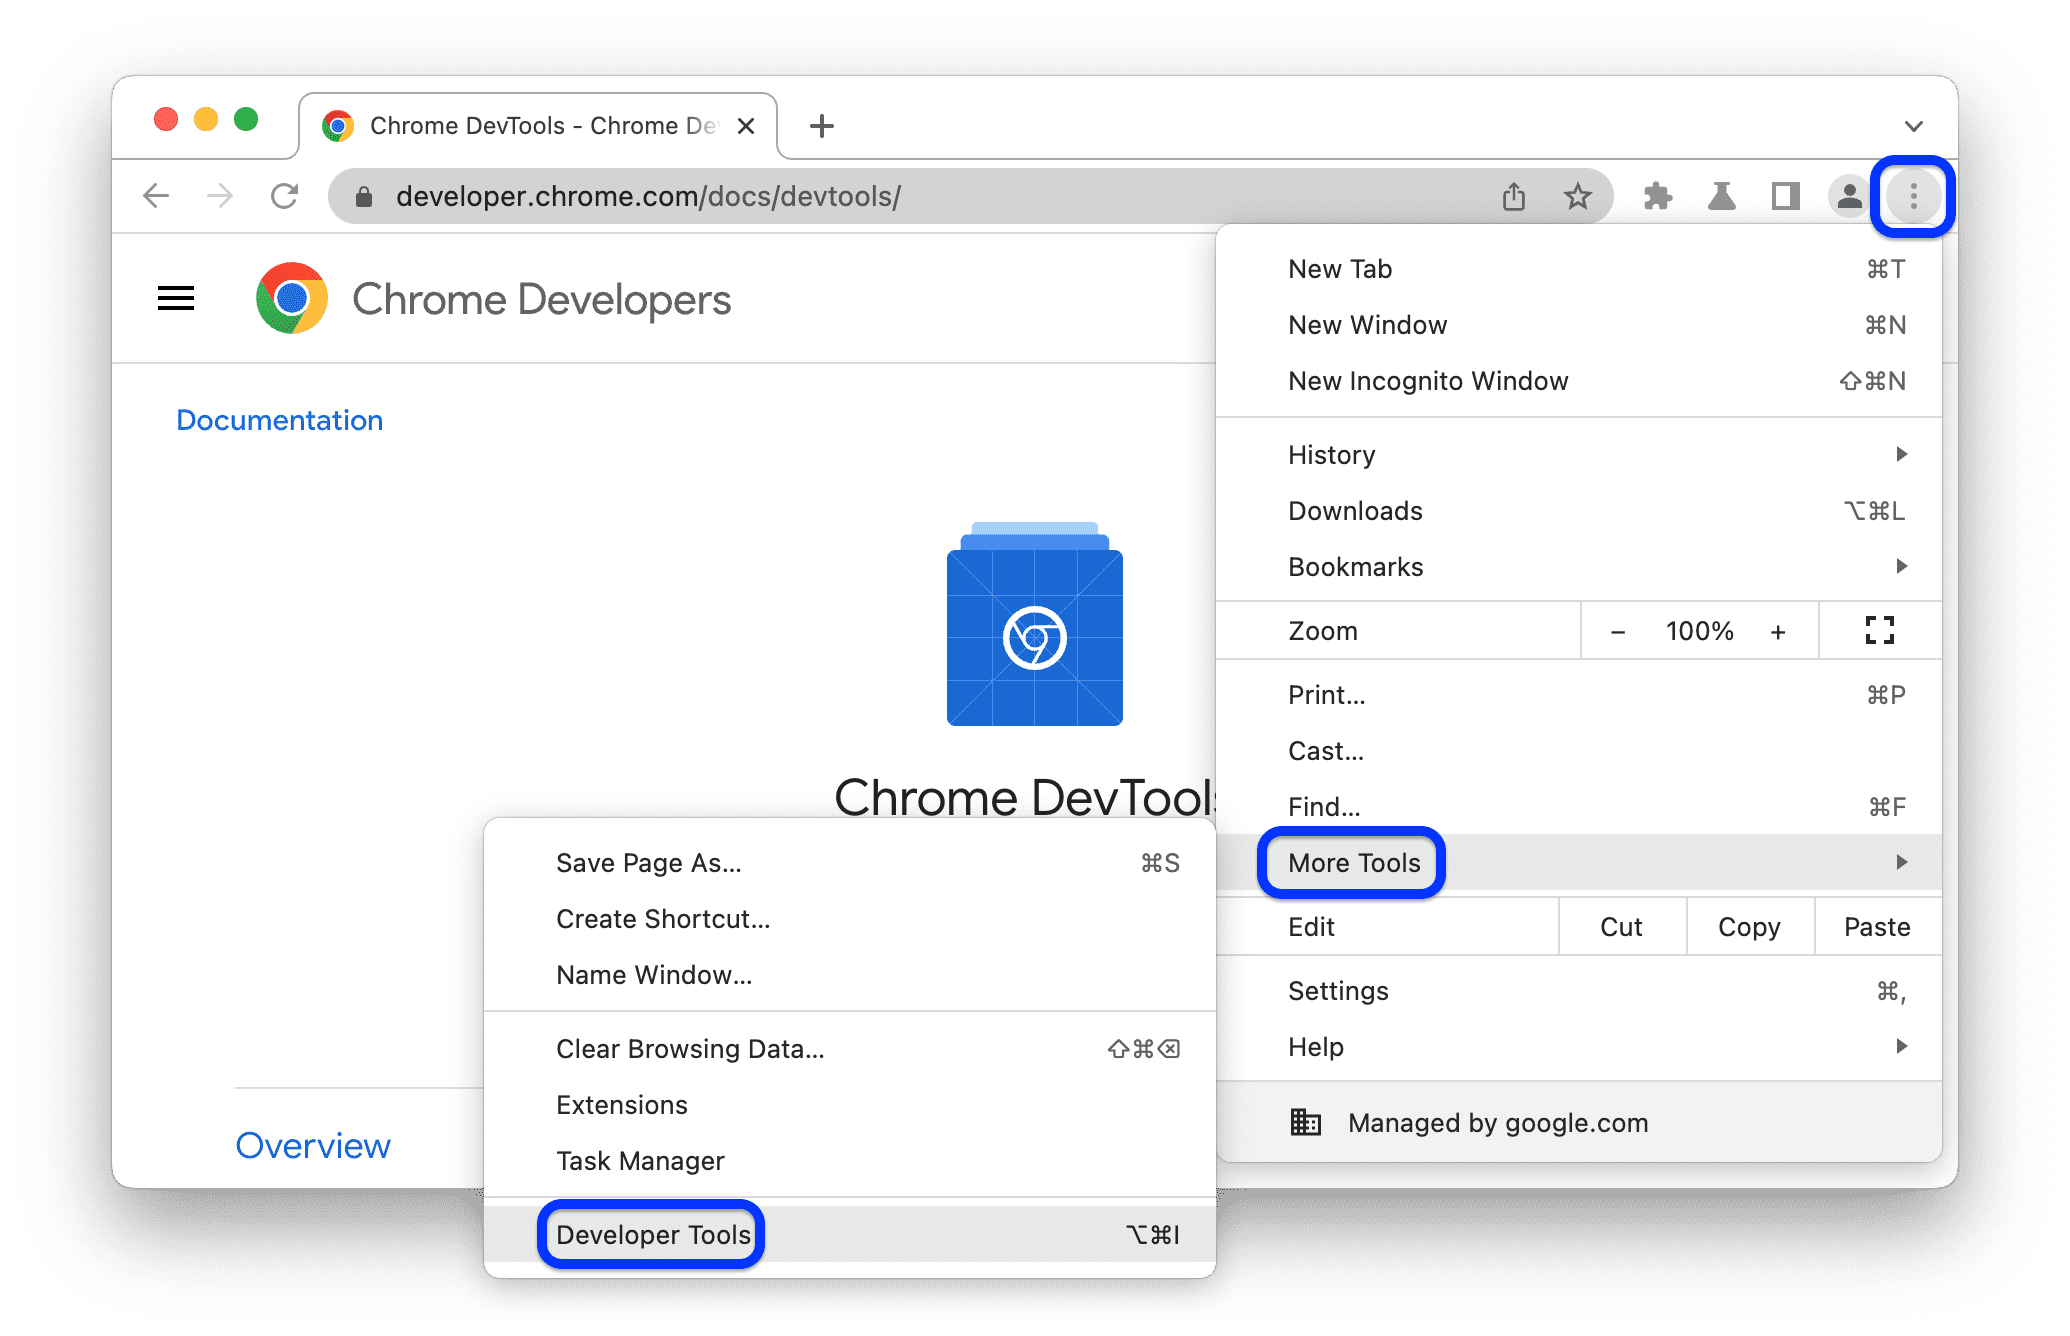 Chrome DevTools - Chrome De
developer.chrome.com/docs/devtools/
Chrome Developers
Documentation
Chrome DevTools
Overview
New Tab ⌘T
New Window ⌘N
New Incognito Window ⇧⌘N
History
Downloads ⌥⌘L
Bookmarks
Zoom − 100% +
Print... ⌘P
Cast...
Find... ⌘F
More Tools
Edit Cut Copy Paste
Settings ⌘,
Help
Managed by google.com
Save Page As... ⌘S
Create Shortcut...
Name Window...
Clear Browsing Data... ⇧⌘⌫
Extensions
Task Manager
Developer Tools ⌥⌘I